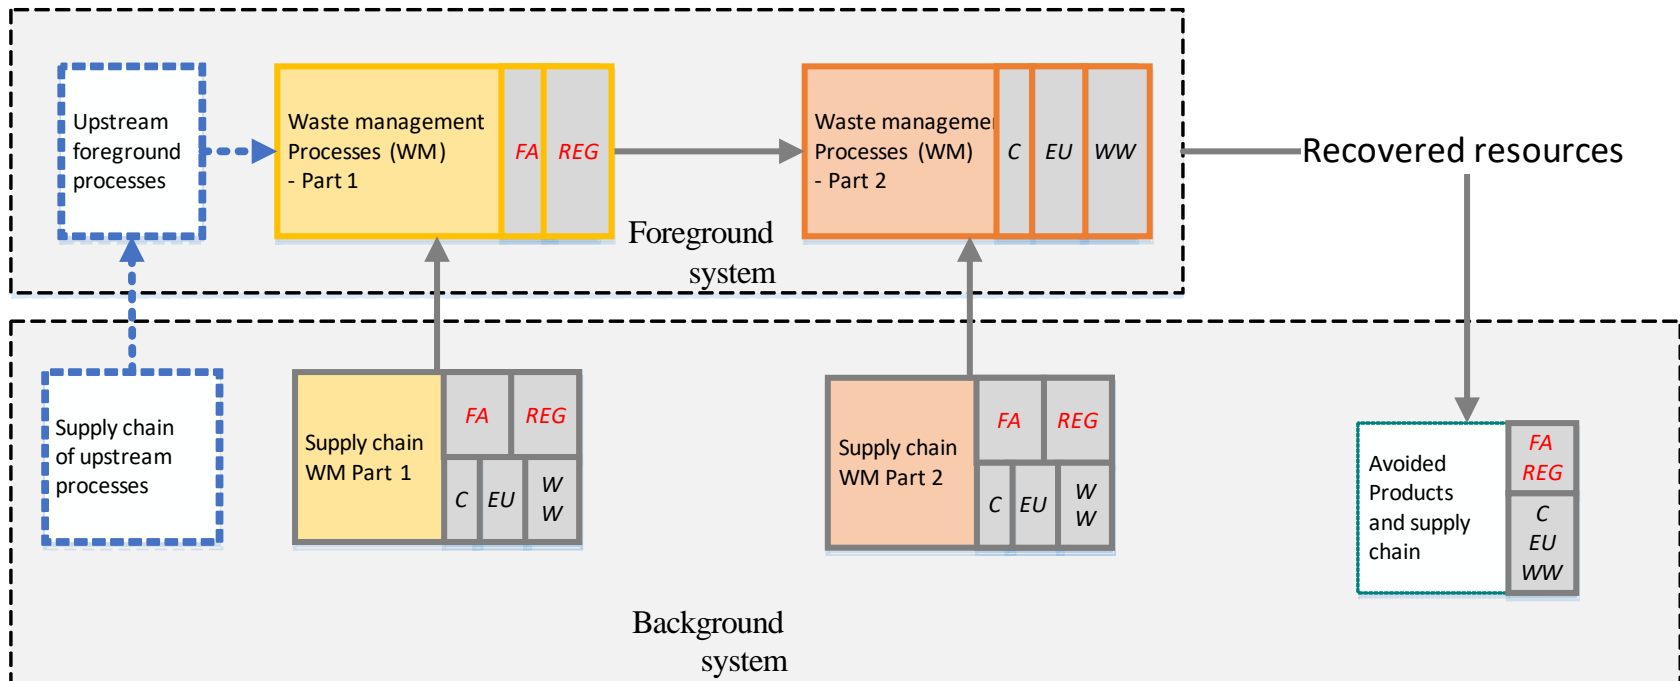 Upstream
foreground
processes
Waste management
Processes (WM)
- Part 1
FA
REG
Waste managemen
Processes (WM)
- Part 2
C
EU
WW
Recovered resources
Foreground
system
Supply chain
of upstream
processes
Supply chain
WM Part 1
FA
REG
C
EU
W
W
Supply chain
WM Part 2
FA
REG
C
EU
W
W
Avoided
Products
and supply
chain
FA
REG
C
EU
WW
Background
system